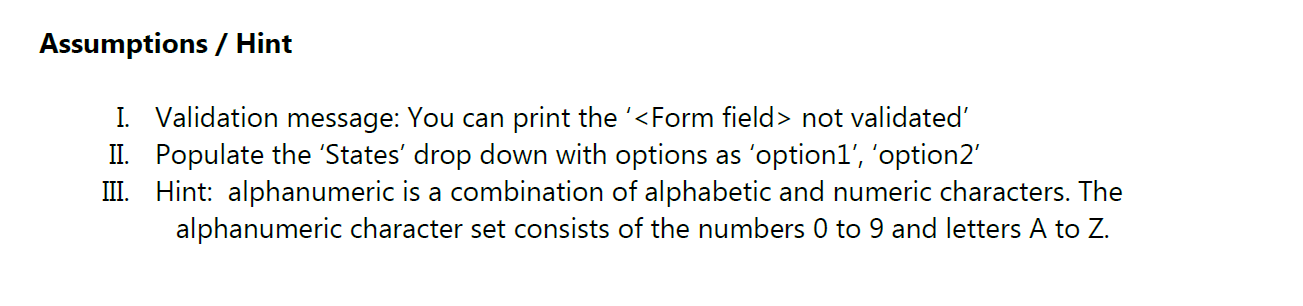 Assumptions / Hint
I. Validation message: You can print the ‘<Form field> not validated’
II. Populate the ‘States’ drop down with options as ‘option1’, ‘option2’
III. Hint:  alphanumeric is a combination of alphabetic and numeric characters. The
alphanumeric character set consists of the numbers 0 to 9 and letters A to Z.